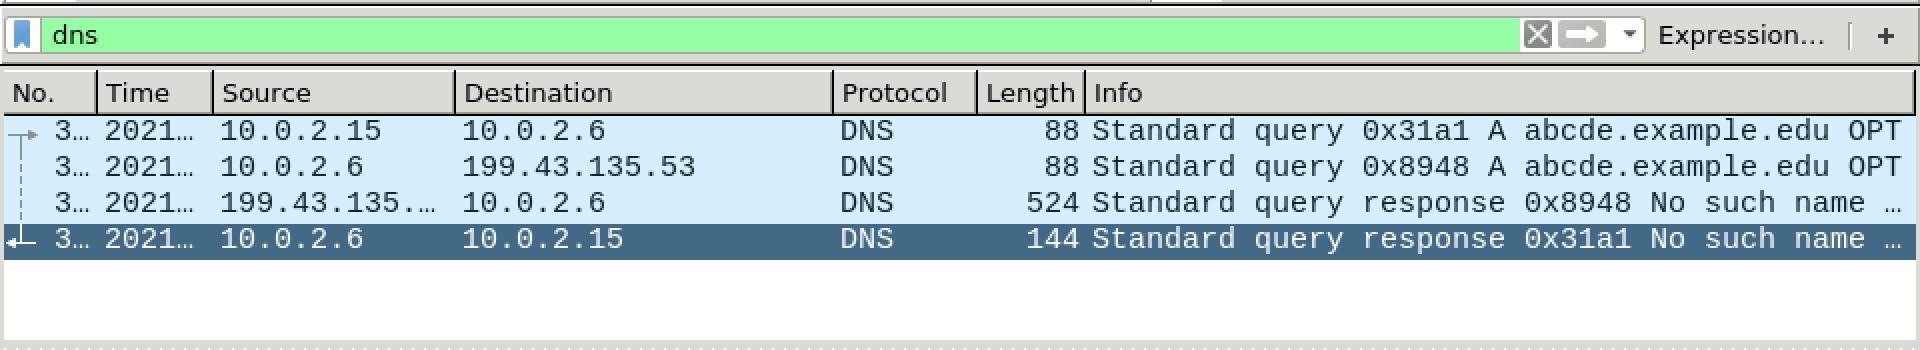 dns Expression… +
No. Time Source Destination Protocol Length Info
3… 2021… 10.0.2.15 10.0.2.6 DNS 88 Standard query 0x31a1 A abcde.example.edu OPT
3… 2021… 10.0.2.6 199.43.135.53 DNS 88 Standard query 0x8948 A abcde.example.edu OPT
3… 2021… 199.43.135.… 10.0.2.6 DNS 524 Standard query response 0x8948 No such name …
3… 2021… 10.0.2.6 10.0.2.15 DNS 144 Standard query response 0x31a1 No such name …